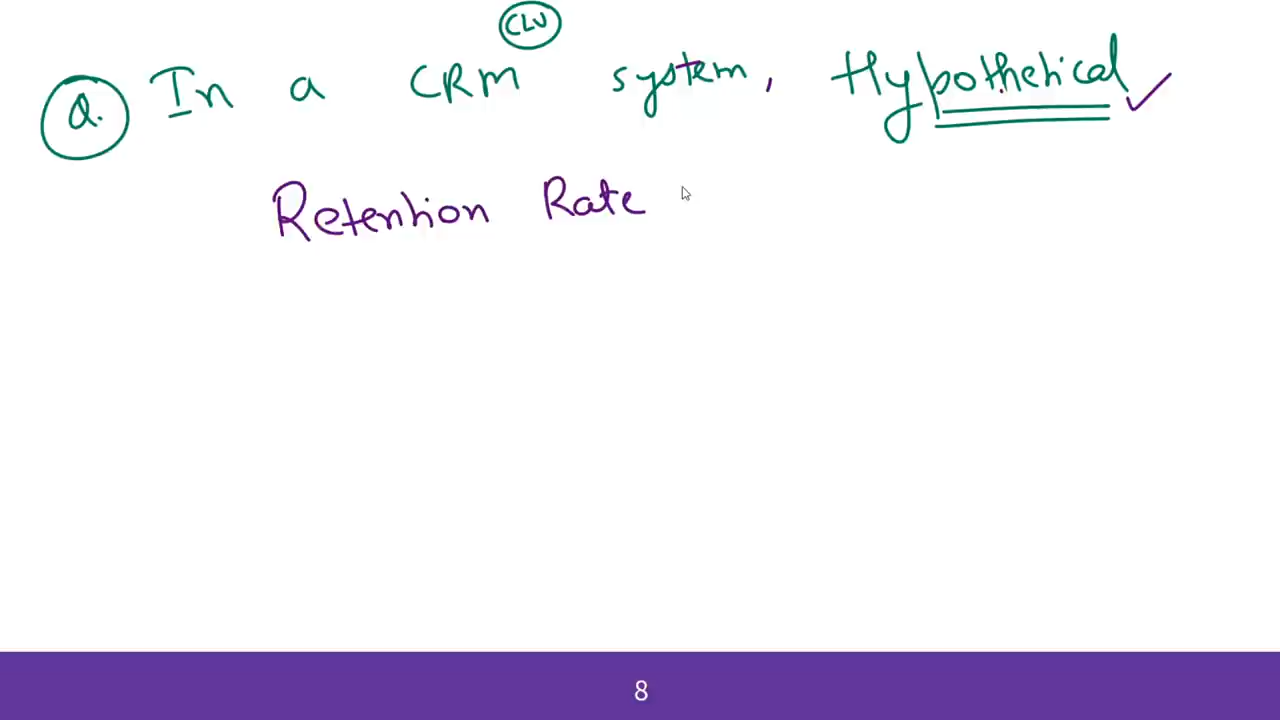 CLV
Q. In a CRM system, Hypothetical
Retention Rate
8